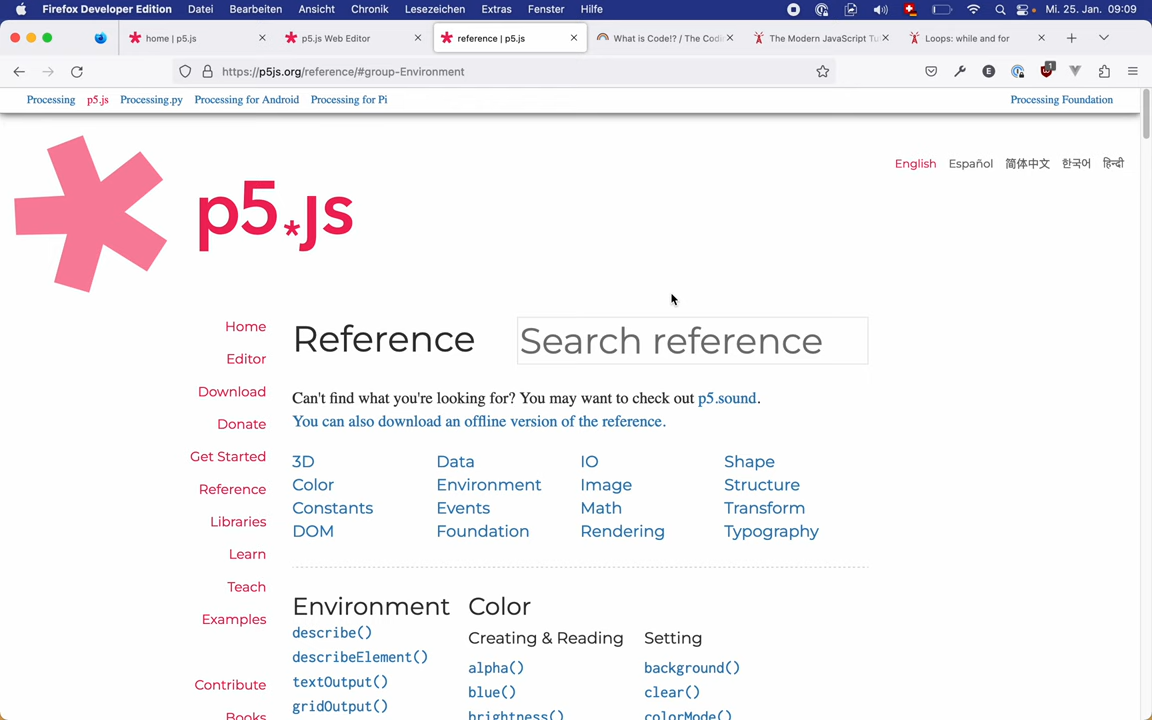 Firefox Developer Edition Datei Bearbeiten Ansicht Chronik Lesezeichen Extras Fenster Hilfe Mi. 25. Jan. 09:09
home | p5.js p5.js Web Editor reference | p5.js What is Code!? / The Codi The Modern JavaScript Tu Loops: while and for
https://p5js.org/reference/#group-Environment E 1
Processing p5.js Processing.py Processing for Android Processing for Pi Processing Foundation
English Español 简体中文 한국어 हिन्दी
p5.js
Reference Search reference
Can't find what you're looking for? You may want to check out p5.sound.
You can also download an offline version of the reference.
Home
Editor
Download
Donate
Get Started
Reference
Libraries
Learn
Teach
Examples
Contribute
Books
3D Data IO Shape
Color Environment Image Structure
Constants Events Math Transform
DOM Foundation Rendering Typography
Environment Color
Creating & Reading Setting
describe()
describeElement()
textOutput()
gridOutput()
alpha() background()
blue() clear()
brightness() colorMode()